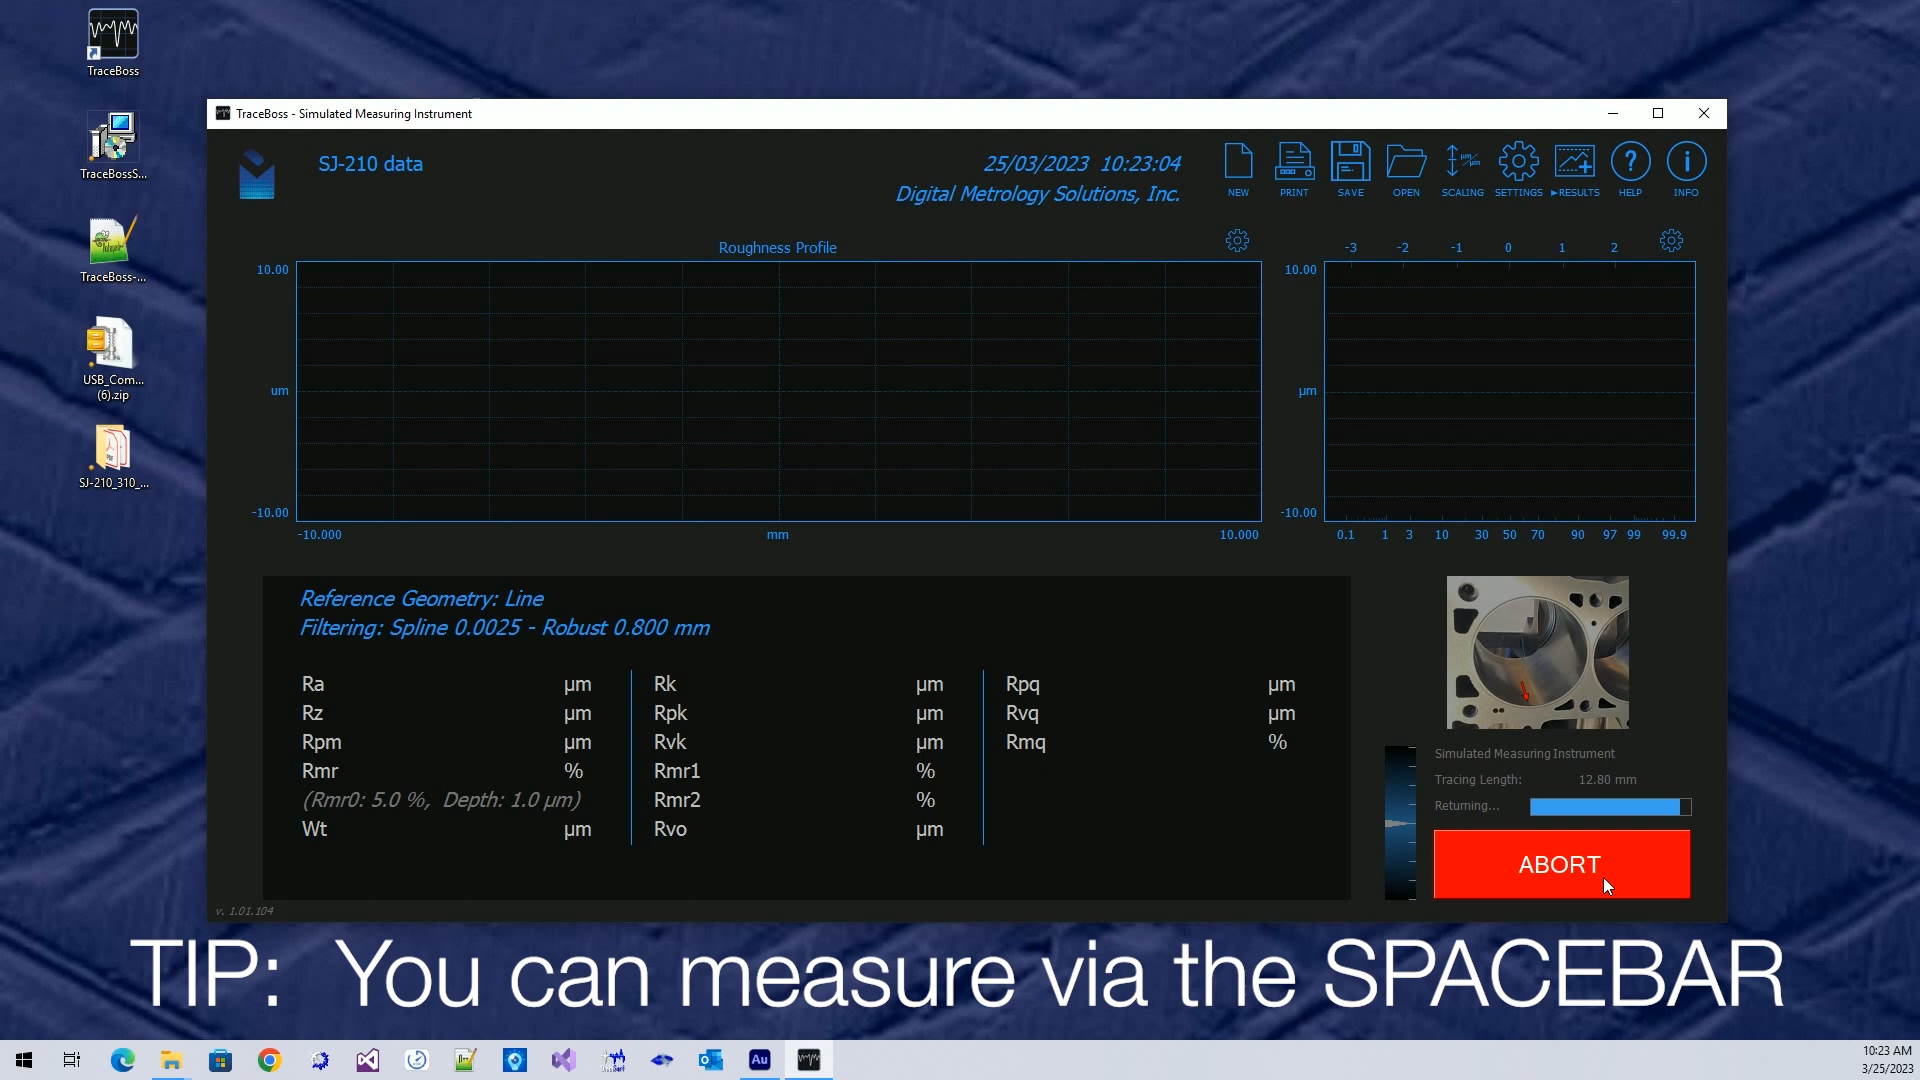 TraceBoss
TraceBossS...
TraceBoss-...
USB_Com...
(6).zip
SJ-210_310_...
TraceBoss - Simulated Measuring Instrument
SJ-210 data
25/03/2023 10:23:04
Digital Metrology Solutions, Inc.
NEW
PRINT
SAVE
OPEN
SCALING
SETTINGS
►RESULTS
HELP
INFO
Roughness Profile
10.00
um
-10.00
-10.000
mm
10.000
-3 -2 -1 0 1 2
10.00
µm
-10.00
0.1 1 3 10 30 50 70 90 97 99 99.9
Reference Geometry: Line
Filtering: Spline 0.0025 - Robust 0.800 mm
Ra µm
Rz µm
Rpm µm
Rmr %
(Rmr0: 5.0 %, Depth: 1.0 µm)
Wt µm
Rk µm
Rpk µm
Rvk µm
Rmr1 %
Rmr2 %
Rvo µm
Rpq µm
Rvq µm
Rmq %
Simulated Measuring Instrument
Tracing Length: 12.80 mm
Returning...
ABORT
v. 1.01.104
TIP: You can measure via the SPACEBAR
Au
10:23 AM
3/25/2023